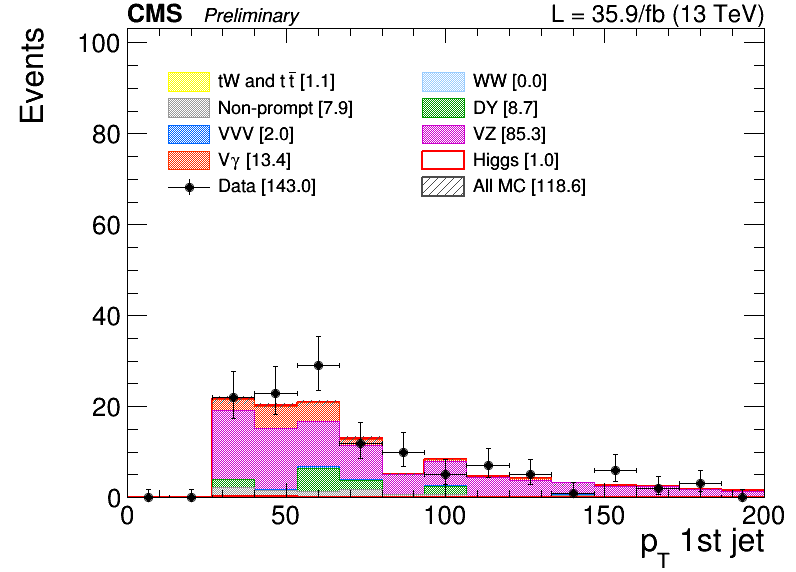 CMS Preliminary L = 35.9/fb (13 TeV)
Events
100
80
60
40
20
0
tW and tt̅ [1.1]
WW [0.0]
Non-prompt [7.9]
DY [8.7]
VVV [2.0]
VZ [85.3]
Vγ [13.4]
Higgs [1.0]
Data [143.0]
All MC [118.6]
0 50 100 150 200
p_T 1st jet